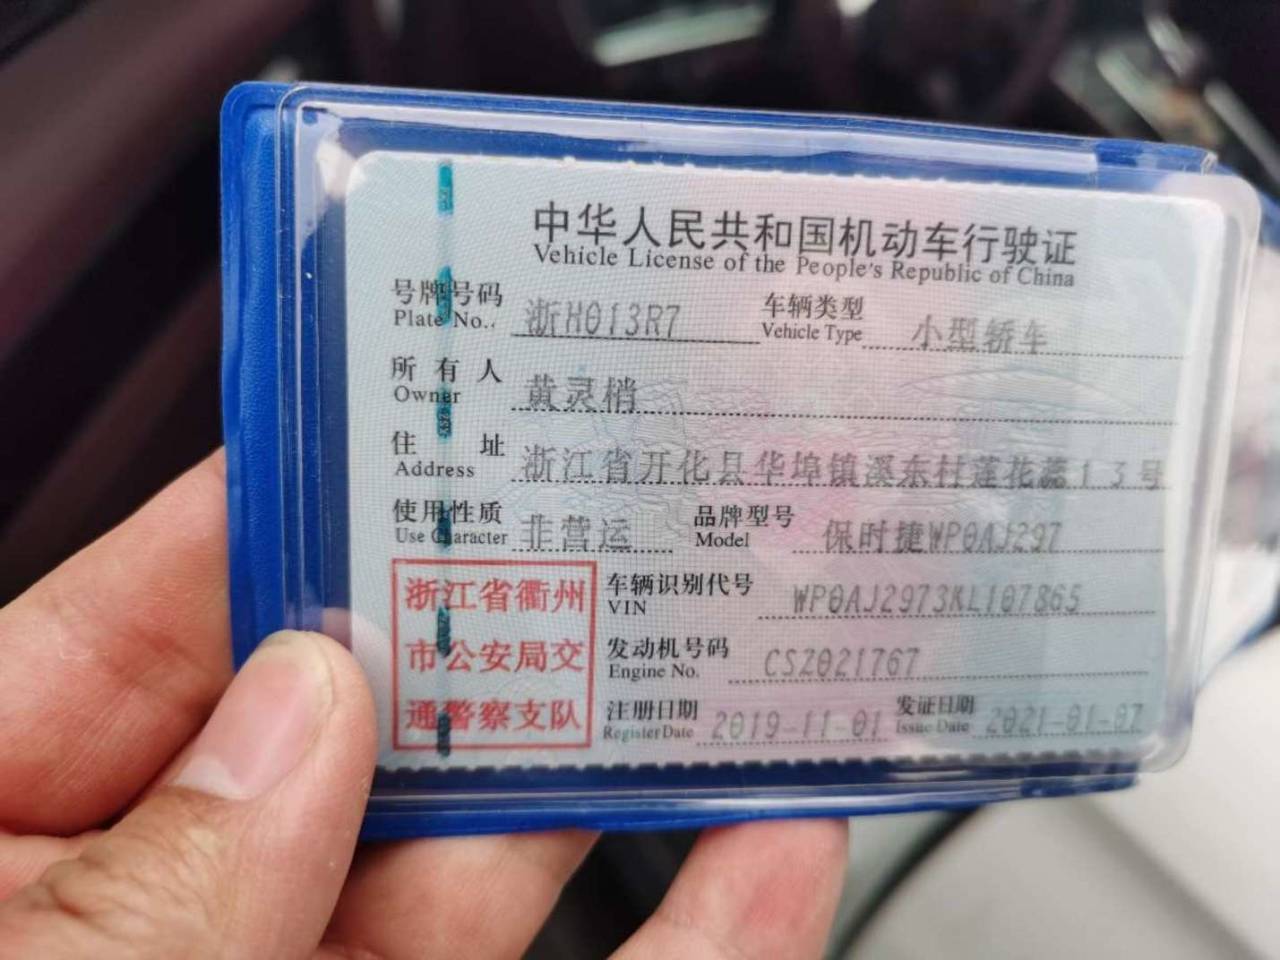 中华人民共和国机动车行驶证
Vehicle License of the People's Republic of China
号牌号码 浙H013R7 车辆类型 小型轿车
Plate No.. Vehicle Type
所有人 黄灵梢
Owner
住址 浙江省开化县华埠镇溪东村莲花蕊13号
Address
使用性质 非营运 品牌型号 保时捷WP0AJ297
Use Character Model
浙江省衢州
市公安局交
通警察支队
车辆识别代号 WP0AJ2973KL107865
VIN
发动机号码 CSZ021767
Engine No.
注册日期 2019-11-01 发证日期 2021-01-07
Register Date Issue Date